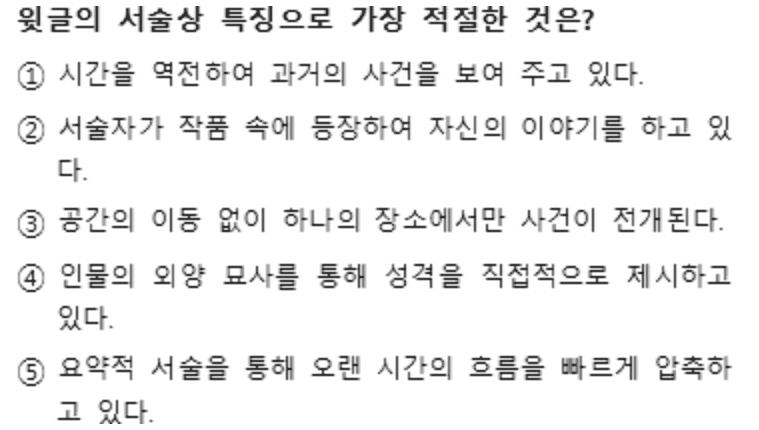 윗글의 서술상 특징으로 가장 적절한 것은?
① 시간을 역전하여 과거의 사건을 보여 주고 있다.
② 서술자가 작품 속에 등장하여 자신의 이야기를 하고 있
다.
③ 공간의 이동 없이 하나의 장소에서만 사건이 전개된다.
④ 인물의 외양 묘사를 통해 성격을 직접적으로 제시하고
있다.
⑤ 요약적 서술을 통해 오랜 시간의 흐름을 빠르게 압축하
고 있다.